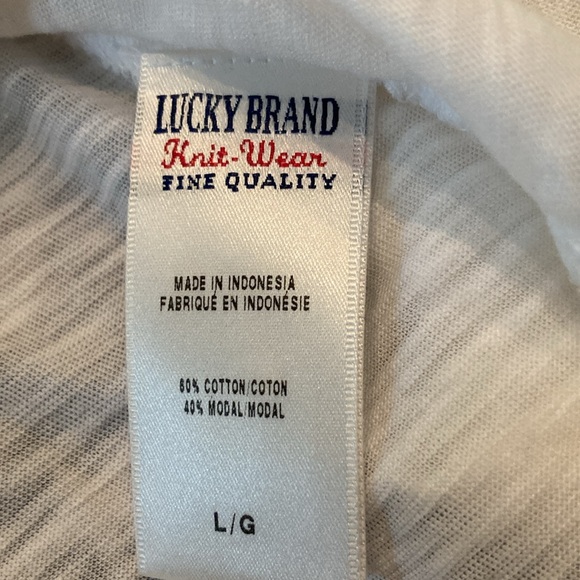 LUCKY BRAND
Knit-Wear
FINE QUALITY
MADE IN INDONESIA
FABRIQUÉ EN INDONÉSIE
60% COTTON/COTON
40% MODAL/MODAL
L/G